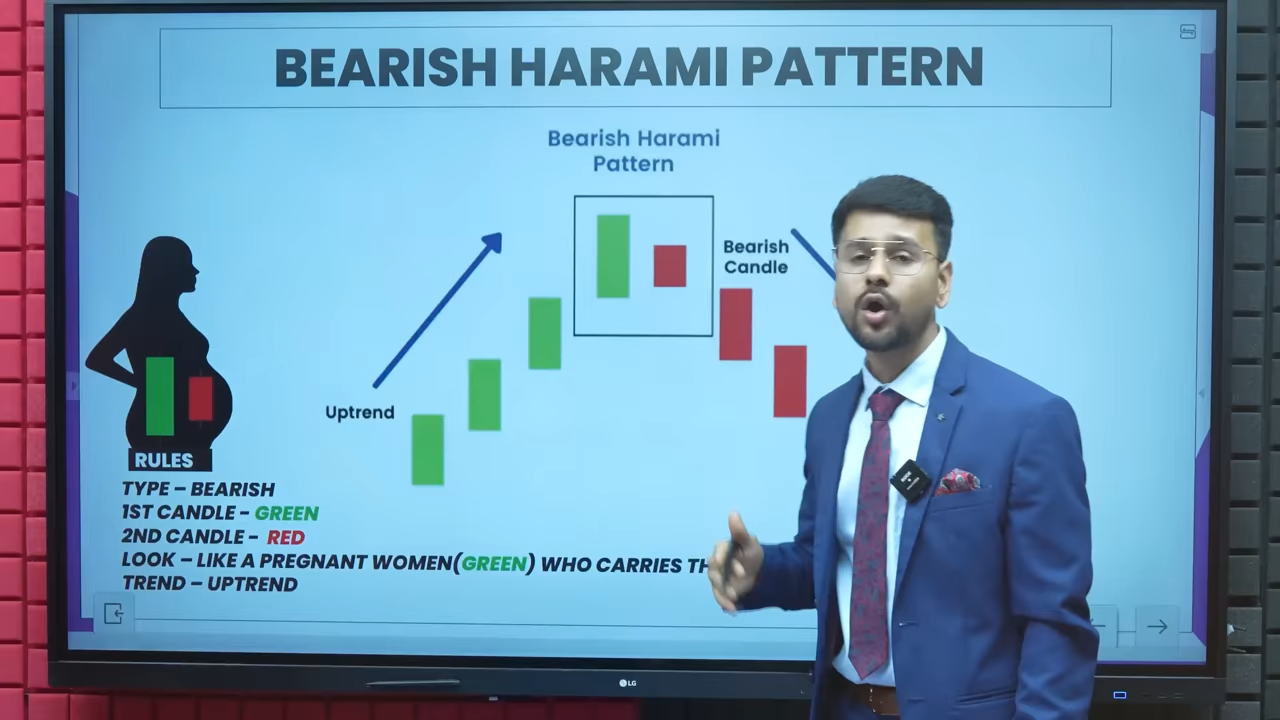 BEARISH HARAMI PATTERN
Bearish Harami
Pattern
Bearish
Candle
Uptrend
RULES
TYPE – BEARISH
1ST CANDLE - GREEN
2ND CANDLE – RED
LOOK – LIKE A PREGNANT WOMEN(GREEN) WHO CARRIES TH
TREND – UPTREND
LG